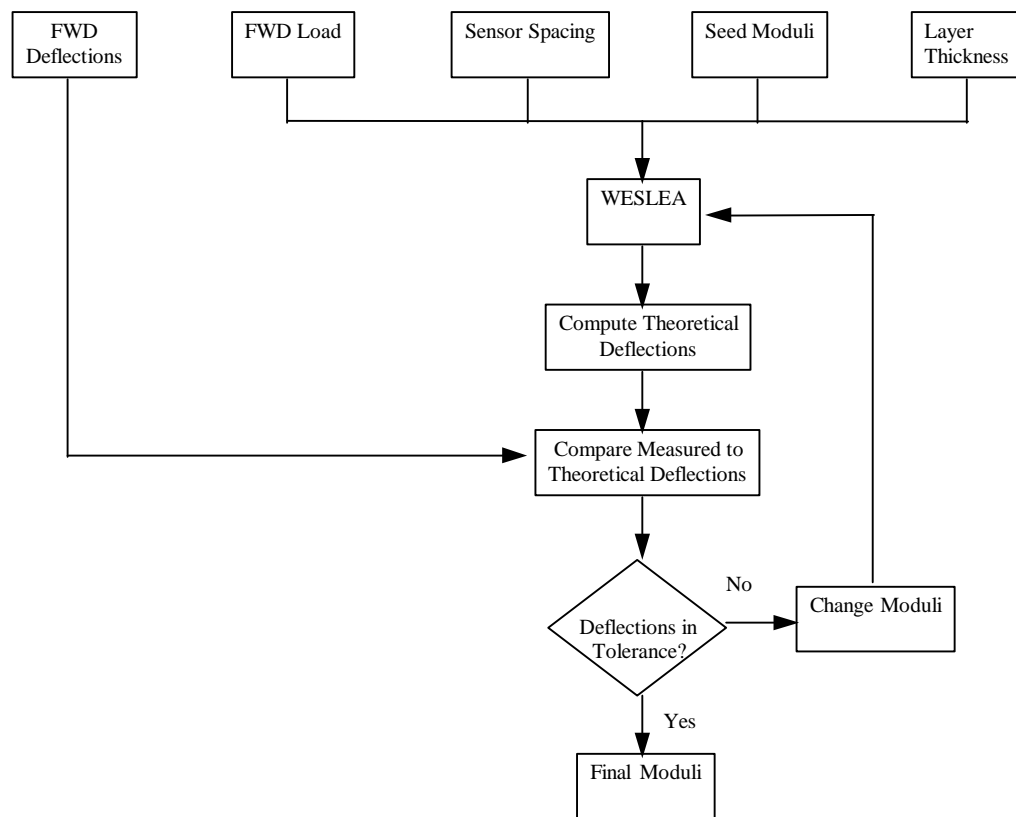 FWD
Deflections
FWD Load
Sensor Spacing
Seed Moduli
Layer
Thickness
WESLEA
Compute Theoretical
Deflections
Compare Measured to
Theoretical Deflections
No
Change Moduli
Deflections in
Tolerance?
Yes
Final Moduli